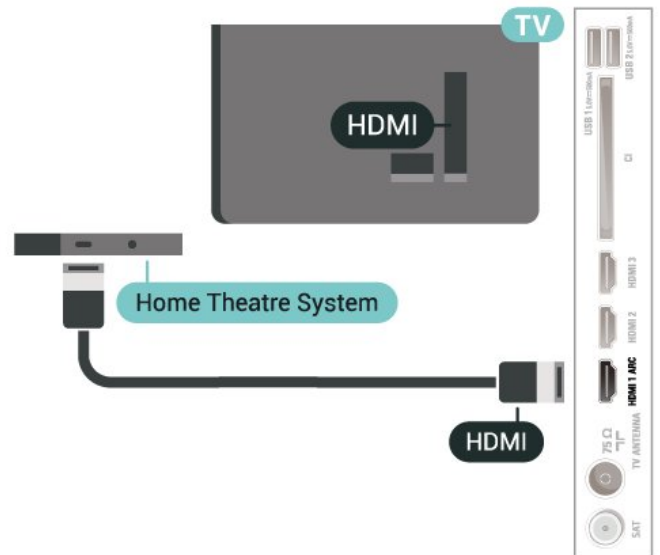 TV
HDMI
Home Theatre System
HDMI
USB 1
USB 2
CI
HDMI 3
HDMI 2
HDMI 1 ARC
75 Ω
TV ANTENNA
SAT